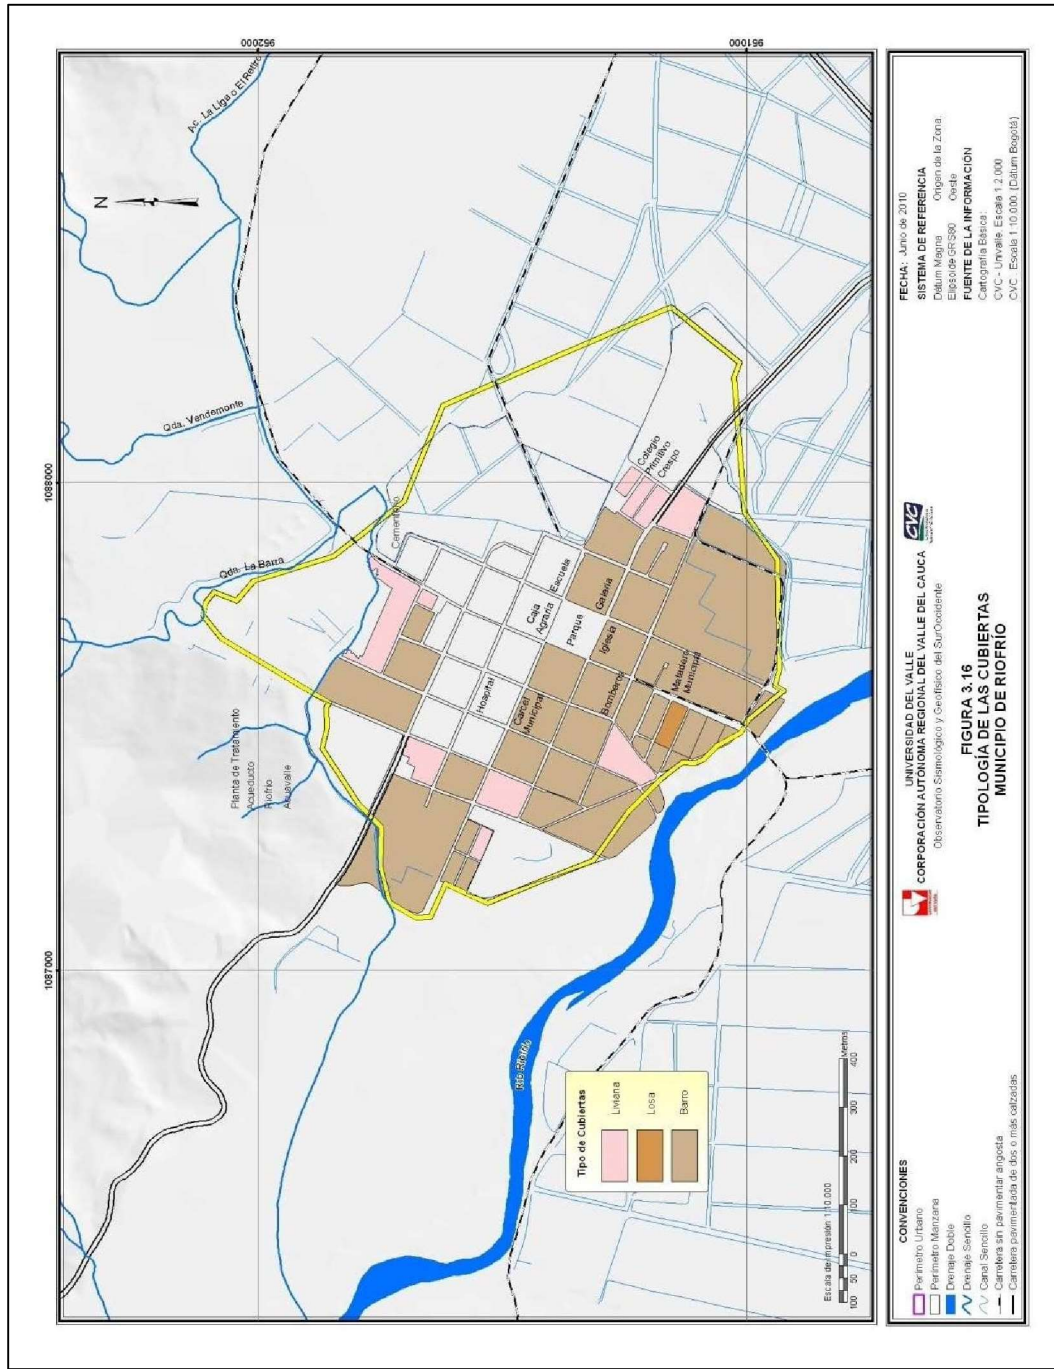 952000
951000
1088000
1087000
N
Ac. La Liga o El Retiro
Qda. Vendemonte
Qda. La Barra
Cementerio
Planta de Tratamiento
Acueducto
Riofrío
Acuavalle
Colegio
Primitivo
Crespo
Escuela
Caja
Agraria
Parque
Galería
Iglesia
Hospital
Carcel
Municipal
Bomberos
Matadero
Municipal
Río Riofrío
Tipo de Cubiertas
Liviana
Losa
Barro
Escala de impresión 1:10.000
100 50 0 100 200 300 400
Metros
CONVENCIONES
Perímetro Urbano
Perímetro Manzana
Drenaje Doble
Drenaje Sencillo
Canal Sencillo
Carretera sin pavimentar angosta
Carretera pavimentada de dos o más calzadas
UNIVERSIDAD DEL VALLE
CORPORACIÓN AUTÓNOMA REGIONAL DEL VALLE DEL CAUCA
Observatorio Sismológico y Geofísico del SurOccidente
CVC
FIGURA 3.16
TIPOLOGÍA DE LAS CUBIERTAS
MUNICIPIO DE RIOFRÍO
FECHA: Junio de 2010
SISTEMA DE REFERENCIA
Datum Magna Origen de la Zona:
Elipsoide GRS80 Oeste
FUENTE DE LA INFORMACIÓN
Cartografía Básica:
CVC - Univalle. Escala 1:2.000
CVC Escala 1:10.000 (Dátum Bogotá)